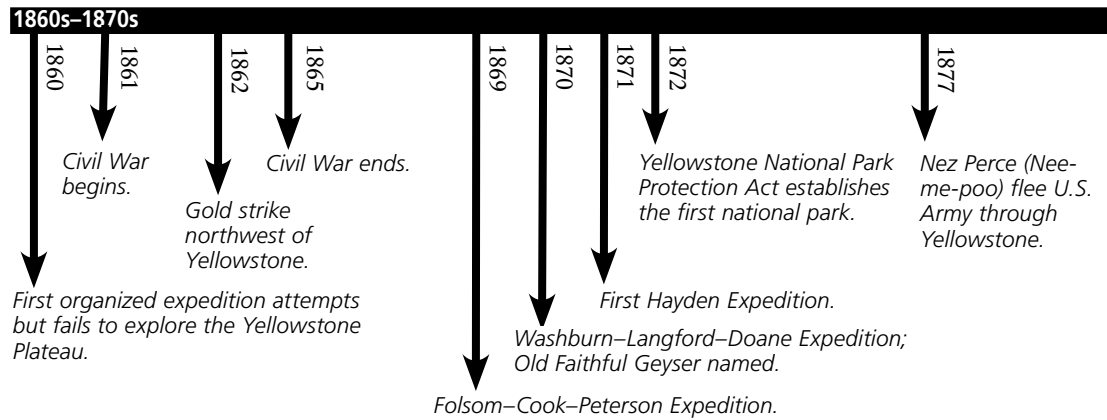 1860s–1870s
1860
1861
1862
1865
1869
1870
1871
1872
1877
Civil War
begins.
Civil War ends.
Yellowstone National Park
Protection Act establishes
the first national park.
Nez Perce (Nee-
me-poo) flee U.S.
Army through
Yellowstone.
Gold strike
northwest of
Yellowstone.
First organized expedition attempts
but fails to explore the Yellowstone
Plateau.
First Hayden Expedition.
Washburn–Langford–Doane Expedition;
Old Faithful Geyser named.
Folsom–Cook–Peterson Expedition.